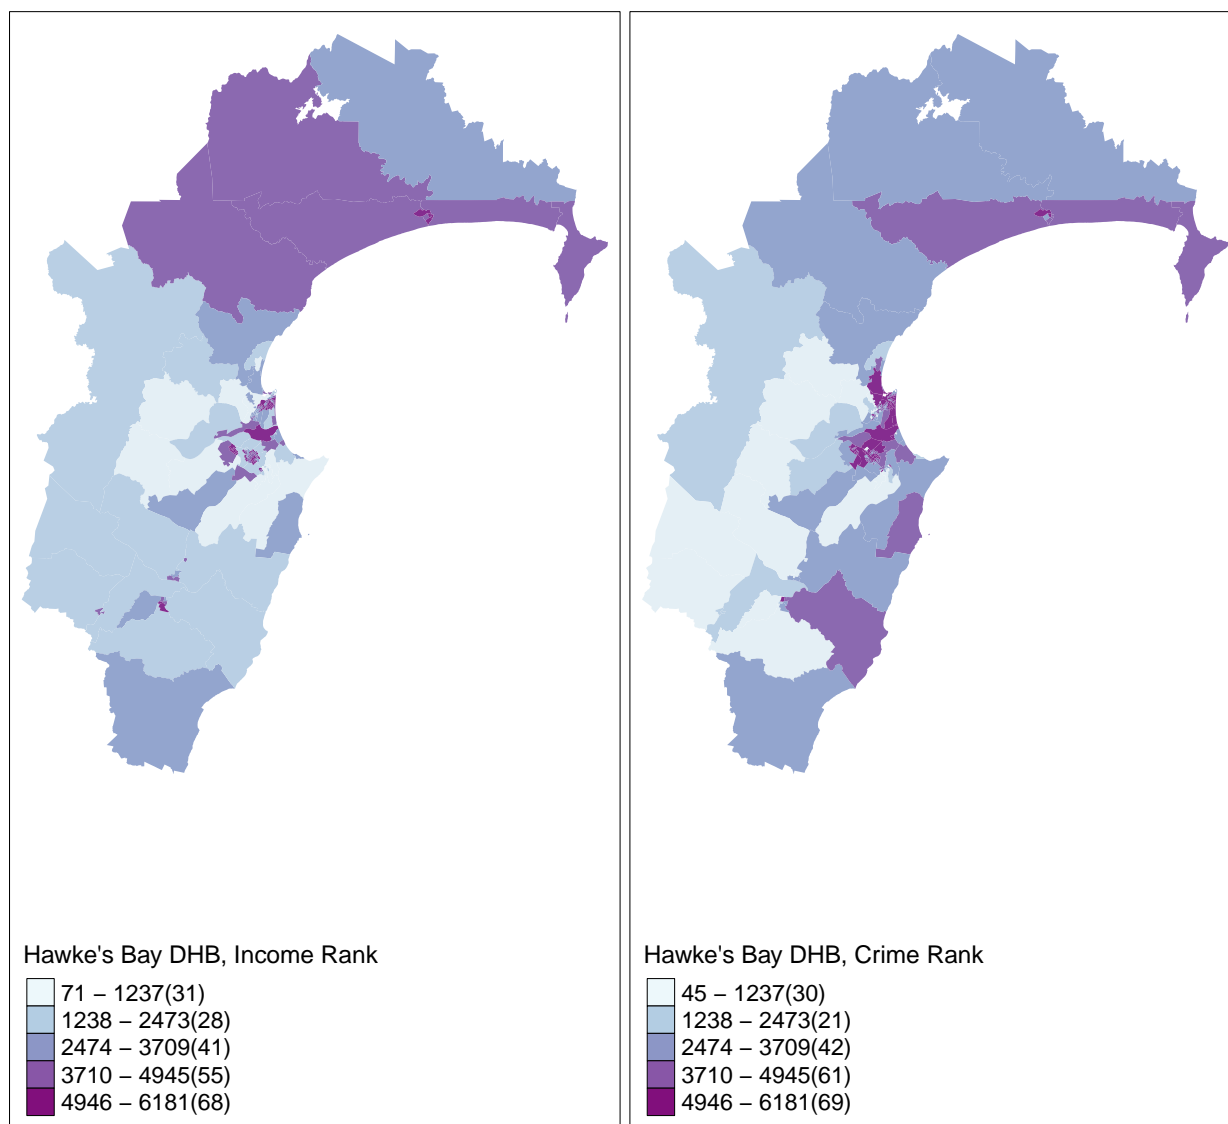 Hawke's Bay DHB, Income Rank
71 – 1237(31)
1238 – 2473(28)
2474 – 3709(41)
3710 – 4945(55)
4946 – 6181(68)
Hawke's Bay DHB, Crime Rank
45 – 1237(30)
1238 – 2473(21)
2474 – 3709(42)
3710 – 4945(61)
4946 – 6181(69)